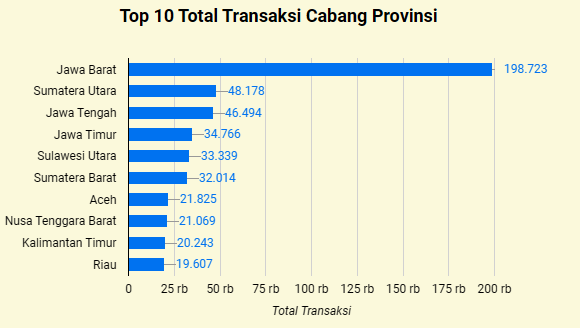 Top 10 Total Transaksi Cabang Provinsi
Jawa Barat 198.723
Sumatera Utara 48.178
Jawa Tengah 46.494
Jawa Timur 34.766
Sulawesi Utara 33.339
Sumatera Barat 32.014
Aceh 21.825
Nusa Tenggara Barat 21.069
Kalimantan Timur 20.243
Riau 19.607
0 25 rb 50 rb 75 rb 100 rb 125 rb 150 rb 175 rb 200 rb
Total Transaksi